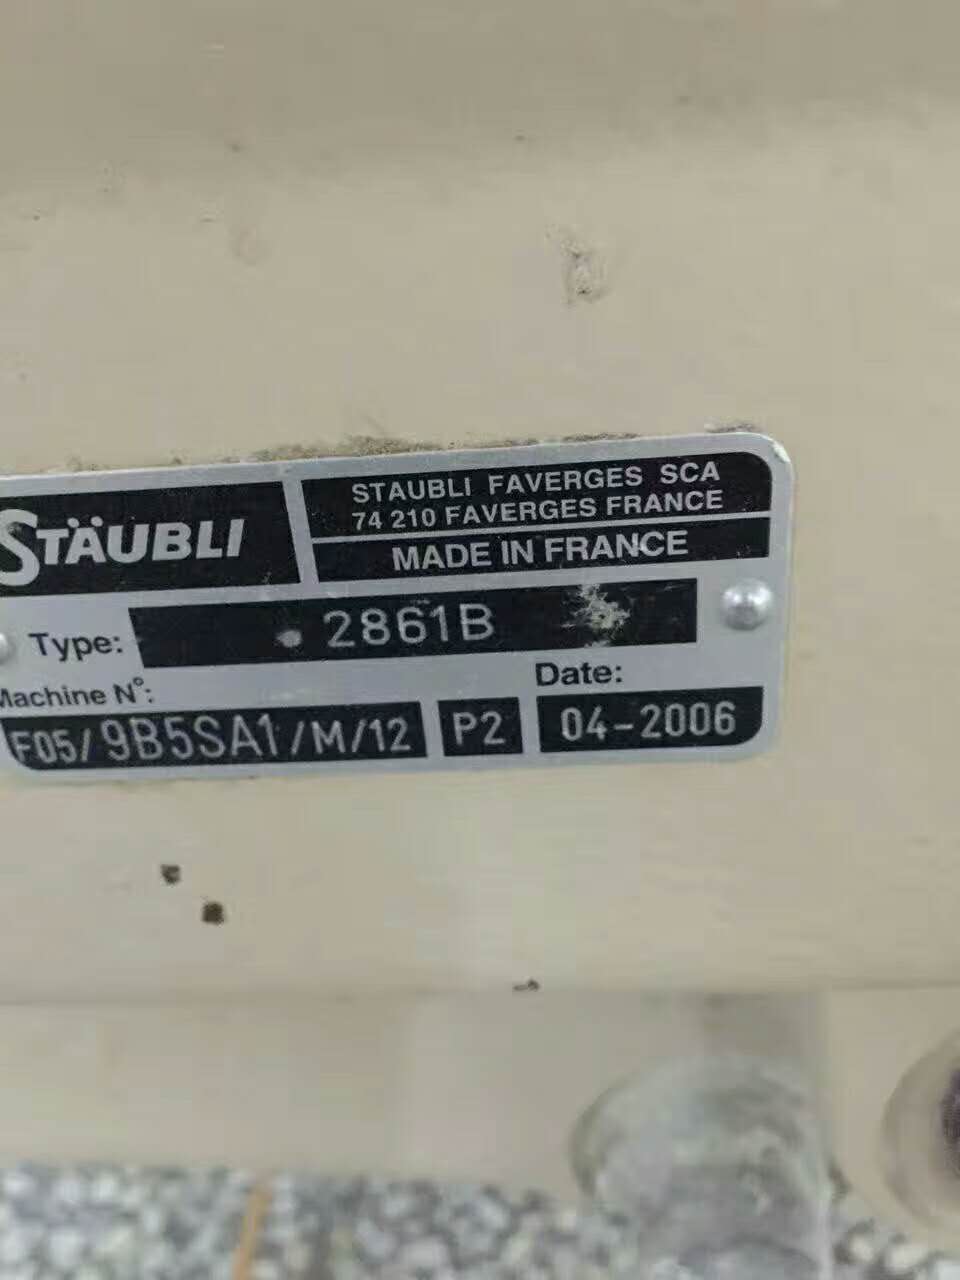 STÄUBLI
STAUBLI FAVERGES SCA
74 210 FAVERGES FRANCE
MADE IN FRANCE
Type: 2861B
Machine N°:
Date:
F05/9B5SA1/M/12 P2 04-2006